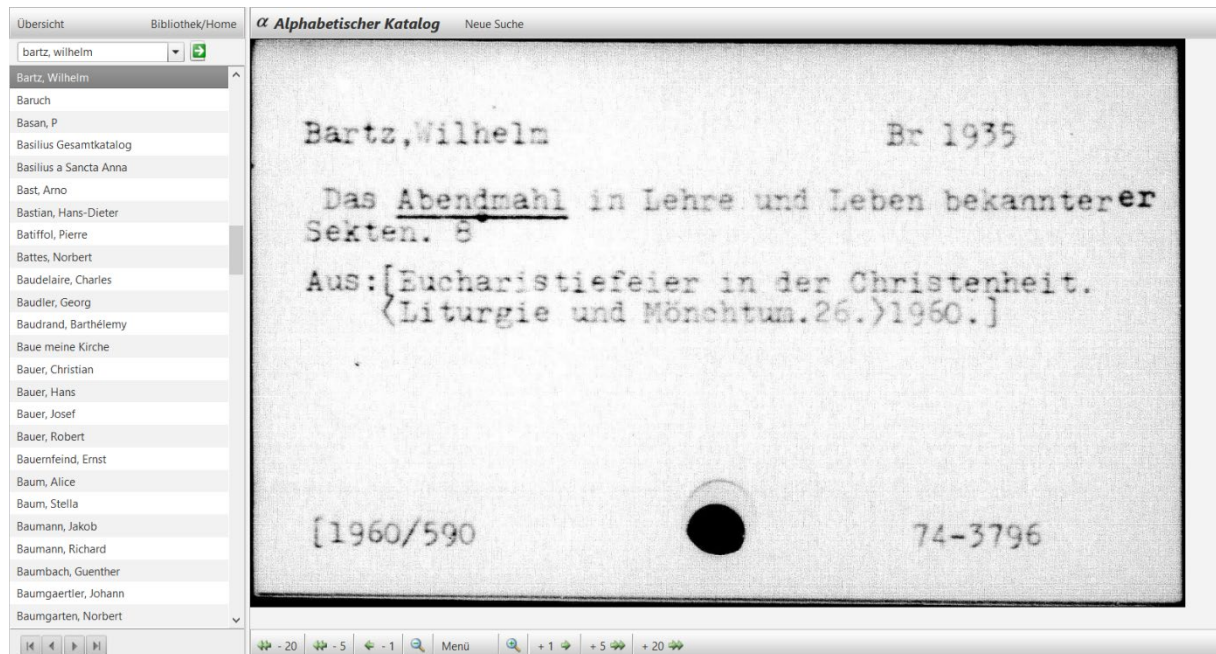 Übersicht Bibliothek/Home
α Alphabetischer Katalog Neue Suche
bartz, wilhelm
Bartz, Wilhelm
Baruch
Basan, P
Basilius Gesamtkatalog
Basilius a Sancta Anna
Bast, Arno
Bastian, Hans-Dieter
Batiffol, Pierre
Battes, Norbert
Baudelaire, Charles
Baudler, Georg
Baudrand, Barthélemy
Baue meine Kirche
Bauer, Christian
Bauer, Hans
Bauer, Josef
Bauer, Robert
Bauernfeind, Ernst
Baum, Alice
Baum, Stella
Baumann, Jakob
Baumann, Richard
Baumbach, Guenther
Baumgaertler, Johann
Baumgarten, Norbert
Bartz,Wilhelm Br 1935
Das Abendmahl in Lehre und Leben bekannterer
Sekten. 8
Aus:[Eucharistiefeier in der Christenheit.
⟨Liturgie und Mönchtum.26.⟩1960.]
[1960/590 74-3796
- 20 - 5 - 1 Menü + 1 + 5 + 20